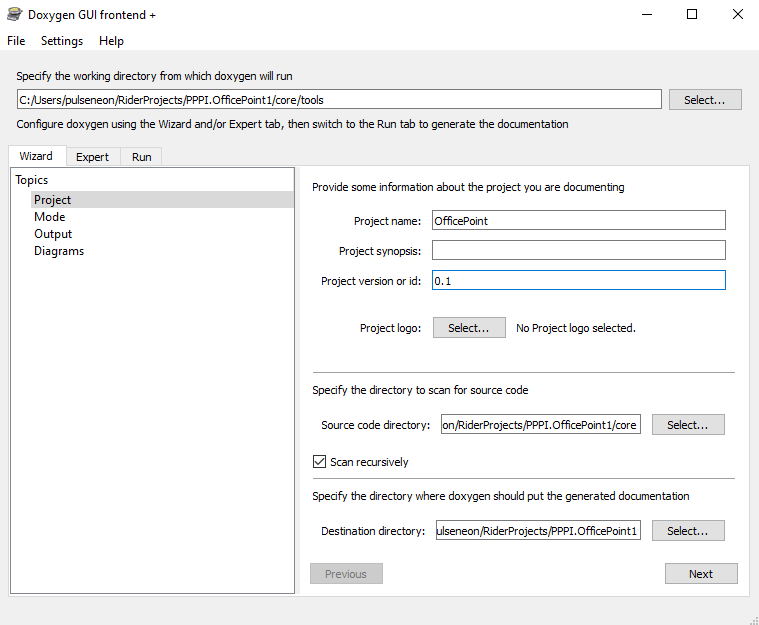 Doxygen GUI frontend +
File Settings Help
Specify the working directory from which doxygen will run
C:/Users/pulseneon/RiderProjects/PPPI.OfficePoint1/core/tools Select...
Configure doxygen using the Wizard and/or Expert tab, then switch to the Run tab to generate the documentation
Wizard Expert Run
Topics
Project
Mode
Output
Diagrams
Provide some information about the project you are documenting
Project name: OfficePoint
Project synopsis:
Project version or id: 0.1
Project logo: Select... No Project logo selected.
Specify the directory to scan for source code
Source code directory: on/RiderProjects/PPPI.OfficePoint1/core Select...
Scan recursively
Specify the directory where doxygen should put the generated documentation
Destination directory: ulseneon/RiderProjects/PPPI.OfficePoint1 Select...
Previous Next